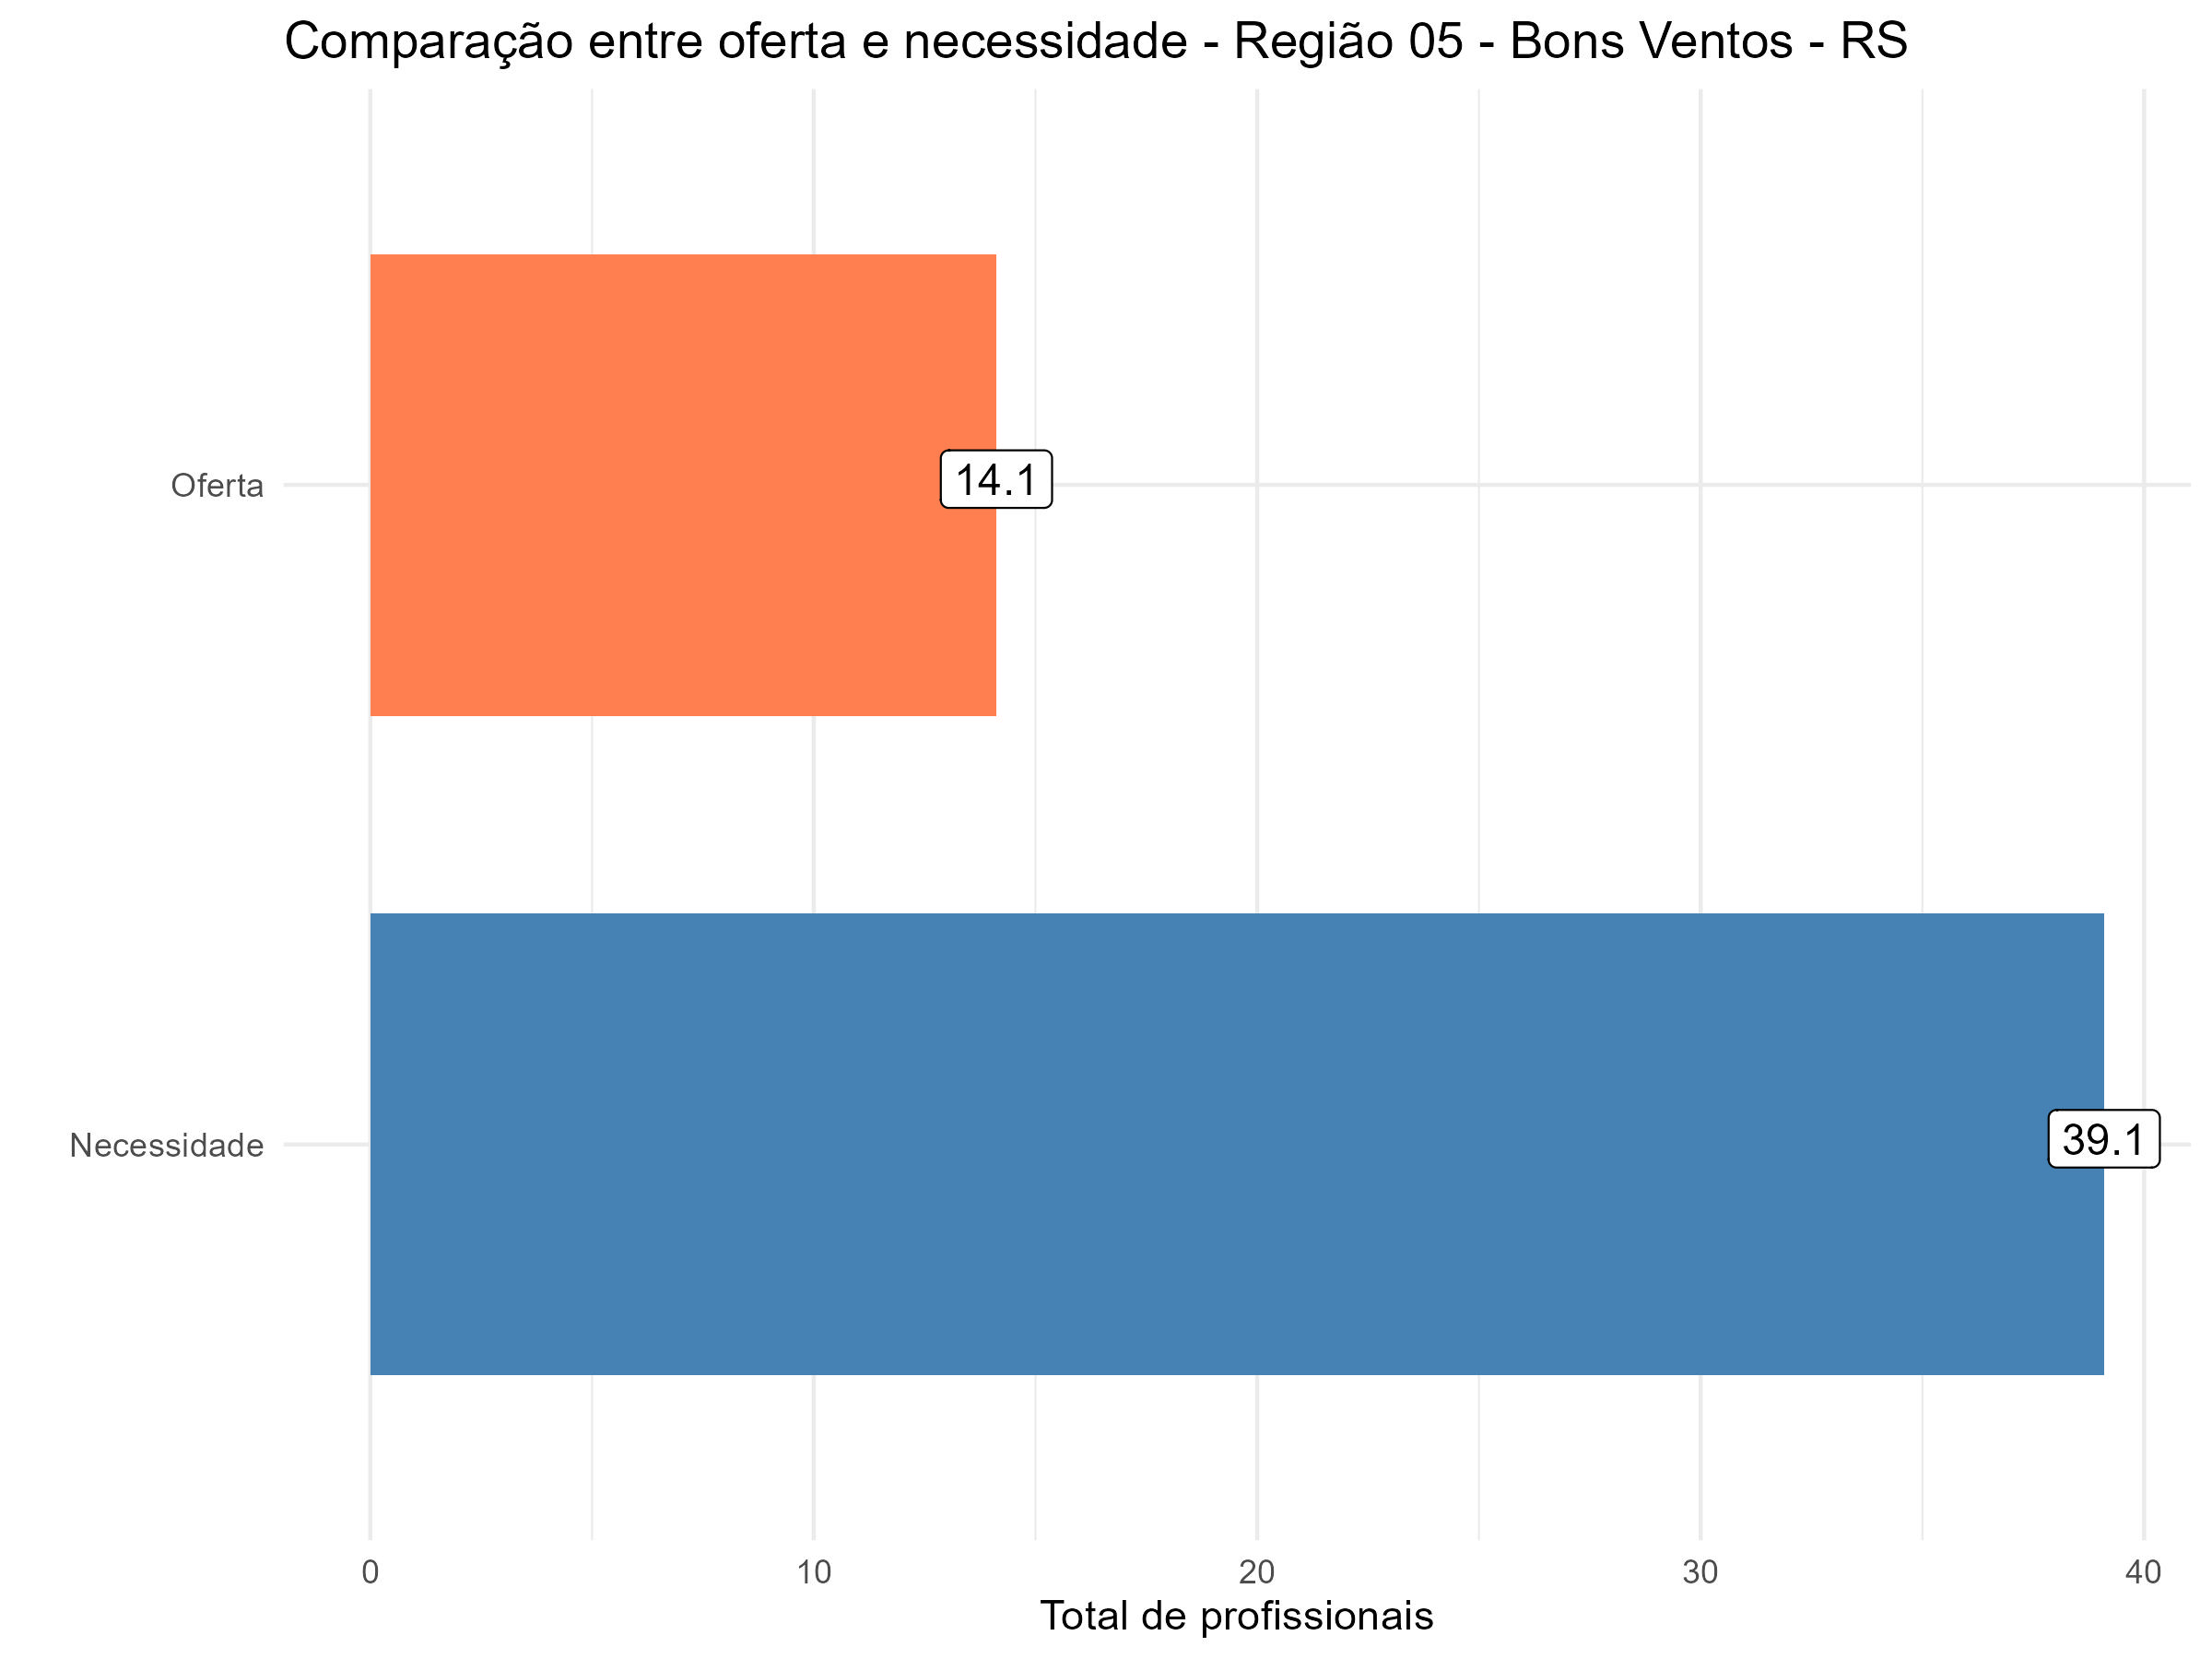 Comparação entre oferta e necessidade - Região 05 - Bons Ventos - RS
Oferta
14.1
Necessidade
39.1
0 10 20 30 40
Total de profissionais